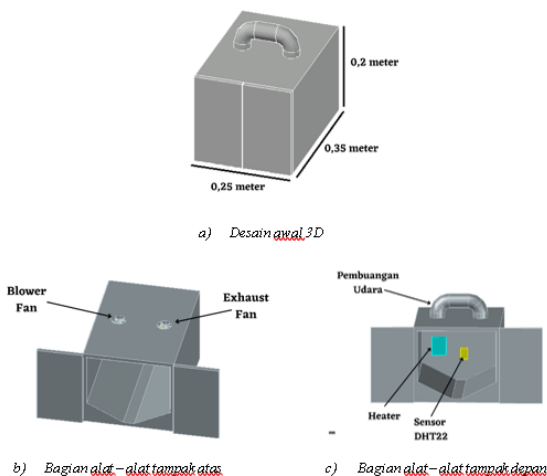 0,2 meter
0,35 meter
0,25 meter
a) Desain awal 3D
Blower
Fan
Exhaust
Fan
Pembuangan
Udara
Heater
Sensor
DHT22
b) Bagian alat – alat tampak atas
c) Bagian alat – alat tampak depan